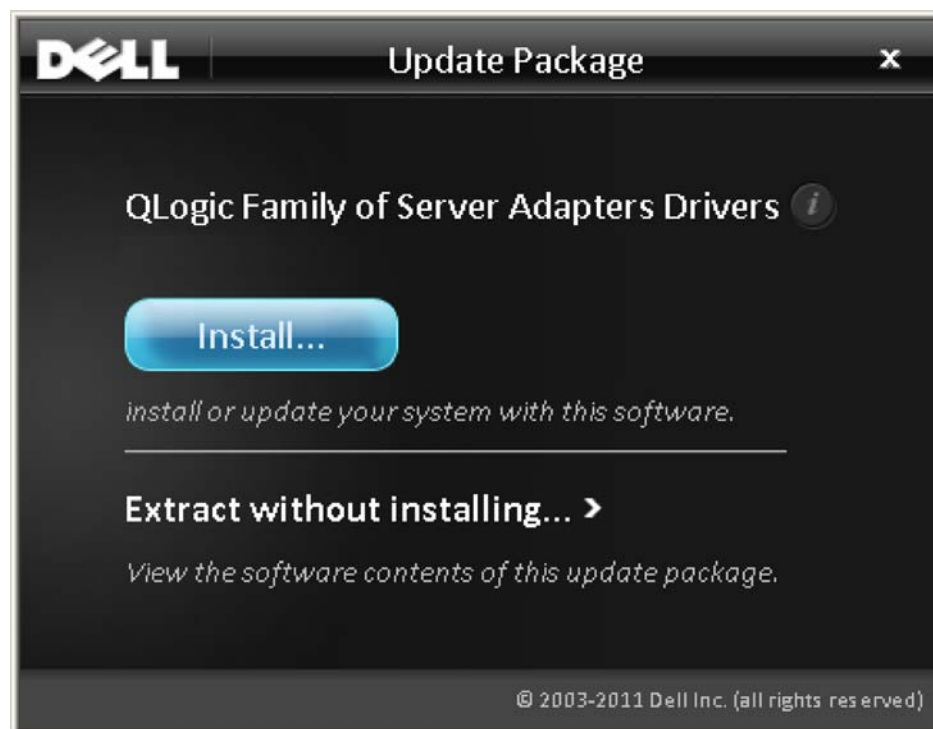 DELL
Update Package
x
QLogic Family of Server Adapters Drivers i
Install...
install or update your system with this software.
Extract without installing... >
View the software contents of this update package.
© 2003-2011 Dell Inc. (all rights reserved)